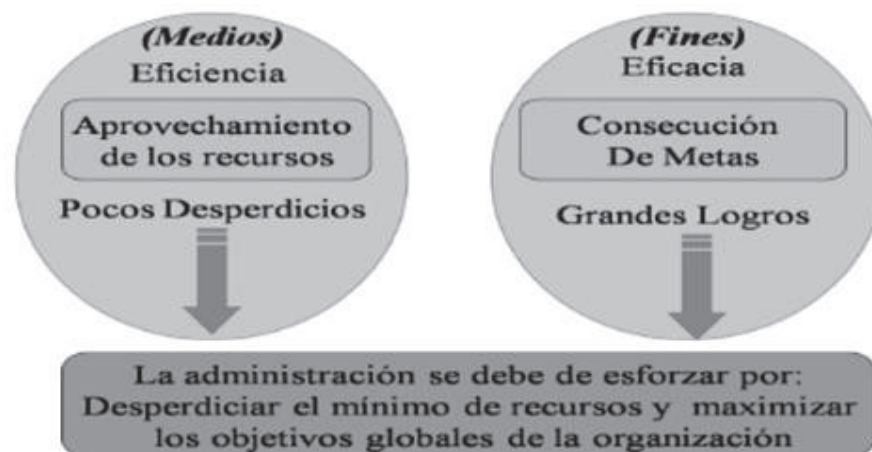 (Medios)
Eficiencia
Aprovechamiento
de los recursos
Pocos Desperdicios
(Fines)
Eficacia
Consecución
De Metas
Grandes Logros
La administración se debe de esforzar por:
Desperdiciar el mínimo de recursos y maximizar
los objetivos globales de la organización